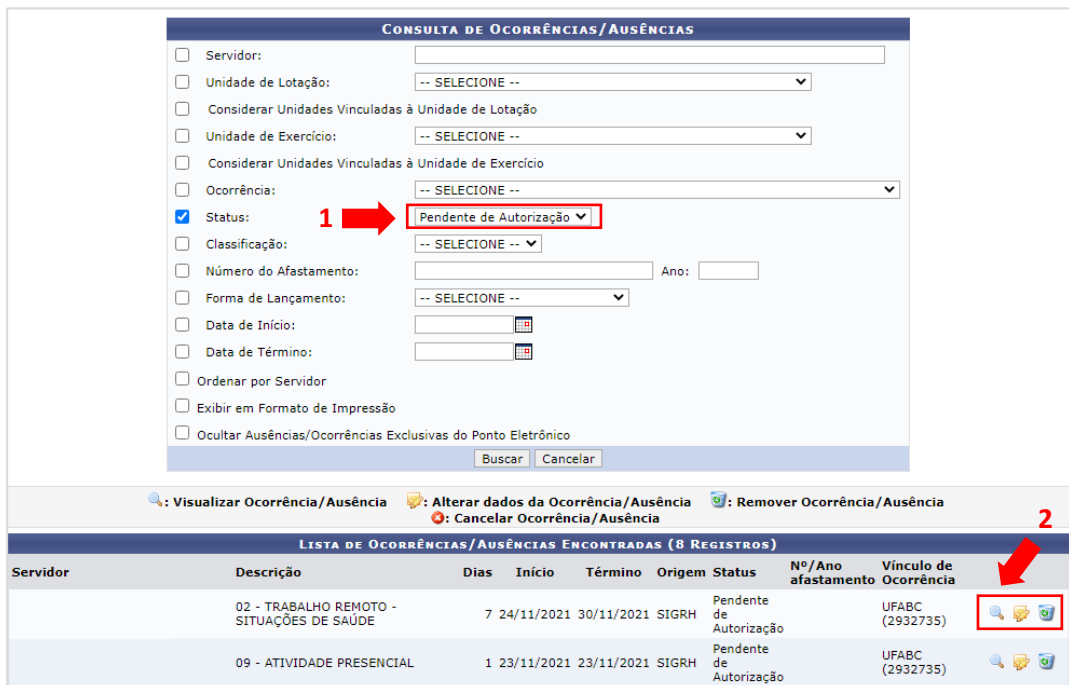 CONSULTA DE OCORRÊNCIAS/AUSÊNCIAS
Servidor:
Unidade de Lotação: -- SELECIONE --
Considerar Unidades Vinculadas à Unidade de Lotação
Unidade de Exercício: -- SELECIONE --
Considerar Unidades Vinculadas à Unidade de Exercício
Ocorrência: -- SELECIONE --
Status: 1 Pendente de Autorização
Classificação: -- SELECIONE --
Número do Afastamento: Ano:
Forma de Lançamento: -- SELECIONE --
Data de Início:
Data de Término:
Ordenar por Servidor
Exibir em Formato de Impressão
Ocultar Ausências/Ocorrências Exclusivas do Ponto Eletrônico
Buscar Cancelar
: Visualizar Ocorrência/Ausência : Alterar dados da Ocorrência/Ausência : Remover Ocorrência/Ausência
: Cancelar Ocorrência/Ausência
2
LISTA DE OCORRÊNCIAS/AUSÊNCIAS ENCONTRADAS (8 REGISTROS)
Servidor Descrição Dias Início Término Origem Status Nº/Ano afastamento Vínculo de Ocorrência
02 - TRABALHO REMOTO - SITUAÇÕES DE SAÚDE 7 24/11/2021 30/11/2021 SIGRH Pendente de Autorização UFABC (2932735)
09 - ATIVIDADE PRESENCIAL 1 23/11/2021 23/11/2021 SIGRH Pendente de Autorização UFABC (2932735)